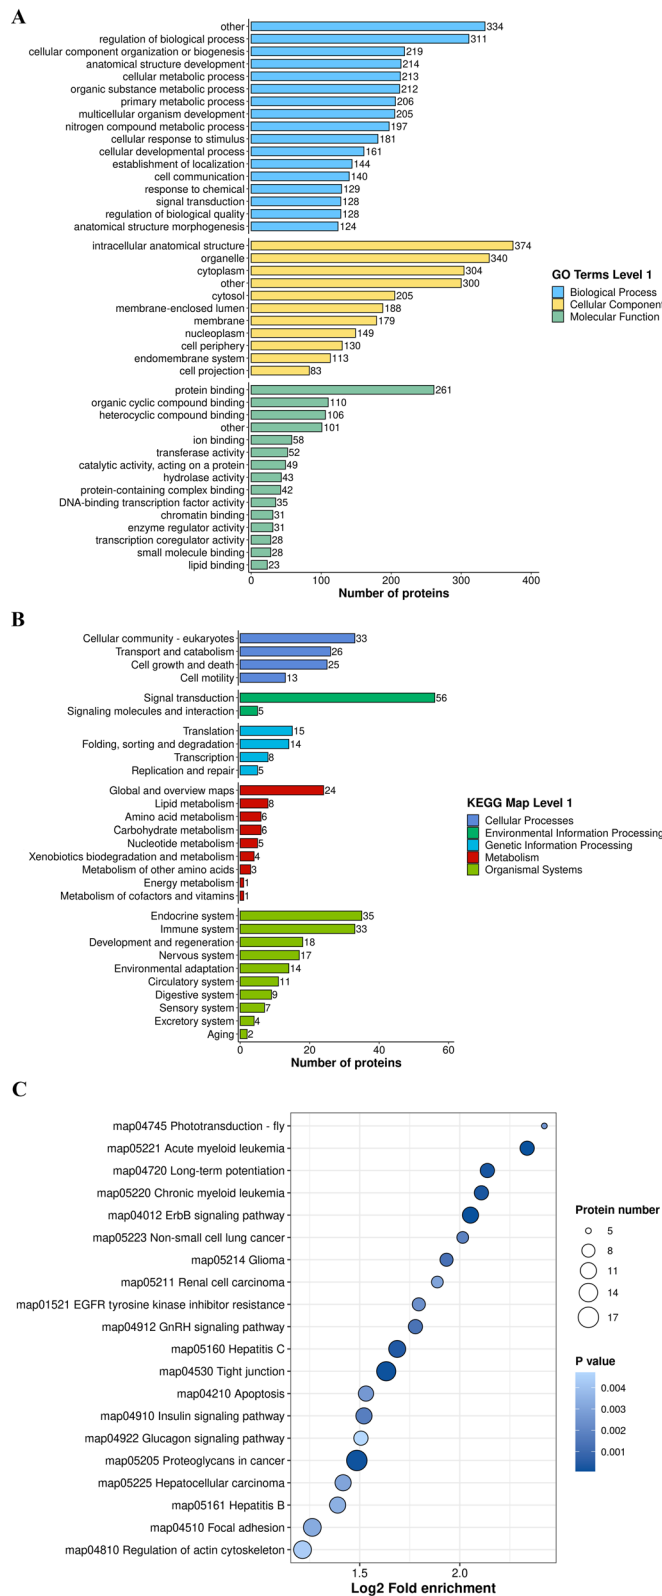 A
other 334
regulation of biological process 311
cellular component organization or biogenesis 219
anatomical structure development 214
cellular metabolic process 213
organic substance metabolic process 212
primary metabolic process 206
multicellular organism development 205
nitrogen compound metabolic process 197
cellular response to stimulus 181
cellular developmental process 161
establishment of localization 144
cell communication 140
response to chemical 129
signal transduction 128
regulation of biological quality 128
anatomical structure morphogenesis 124
intracellular anatomical structure 374
organelle 340
cytoplasm 304
other 300
cytosol 205
membrane-enclosed lumen 188
membrane 179
nucleoplasm 149
cell periphery 130
endomembrane system 113
cell projection 83
protein binding 261
organic cyclic compound binding 110
heterocyclic compound binding 106
other 101
ion binding 58
transferase activity 52
catalytic activity, acting on a protein 49
hydrolase activity 43
protein-containing complex binding 42
DNA-binding transcription factor activity 35
chromatin binding 31
enzyme regulator activity 31
transcription coregulator activity 28
small molecule binding 28
lipid binding 23
0 100 200 300 400
Number of proteins
GO Terms Level 1
Biological Process
Cellular Component
Molecular Function
B
Cellular community - eukaryotes 33
Transport and catabolism 26
Cell growth and death 25
Cell motility 13
Signal transduction 56
Signaling molecules and interaction 5
Translation 15
Folding, sorting and degradation 14
Transcription 8
Replication and repair 5
Global and overview maps 24
Lipid metabolism 8
Amino acid metabolism 6
Carbohydrate metabolism 6
Nucleotide metabolism 5
Xenobiotics biodegradation and metabolism 4
Metabolism of other amino acids 3
Energy metabolism 1
Metabolism of cofactors and vitamins 1
Endocrine system 35
Immune system 33
Development and regeneration 18
Nervous system 17
Environmental adaptation 14
Circulatory system 11
Digestive system 9
Sensory system 7
Excretory system 4
Aging 2
0 20 40 60
Number of proteins
KEGG Map Level 1
Cellular Processes
Environmental Information Processing
Genetic Information Processing
Metabolism
Organismal Systems
C
map04745 Phototransduction - fly
map05221 Acute myeloid leukemia
map04720 Long-term potentiation
map05220 Chronic myeloid leukemia
map04012 ErbB signaling pathway
map05223 Non-small cell lung cancer
map05214 Glioma
map05211 Renal cell carcinoma
map01521 EGFR tyrosine kinase inhibitor resistance
map04912 GnRH signaling pathway
map05160 Hepatitis C
map04530 Tight junction
map04210 Apoptosis
map04910 Insulin signaling pathway
map04922 Glucagon signaling pathway
map05205 Proteoglycans in cancer
map05225 Hepatocellular carcinoma
map05161 Hepatitis B
map04510 Focal adhesion
map04810 Regulation of actin cytoskeleton
1.5 2.0
Log2 Fold enrichment
Protein number
5
8
11
14
17
P value
0.004
0.002
0.001